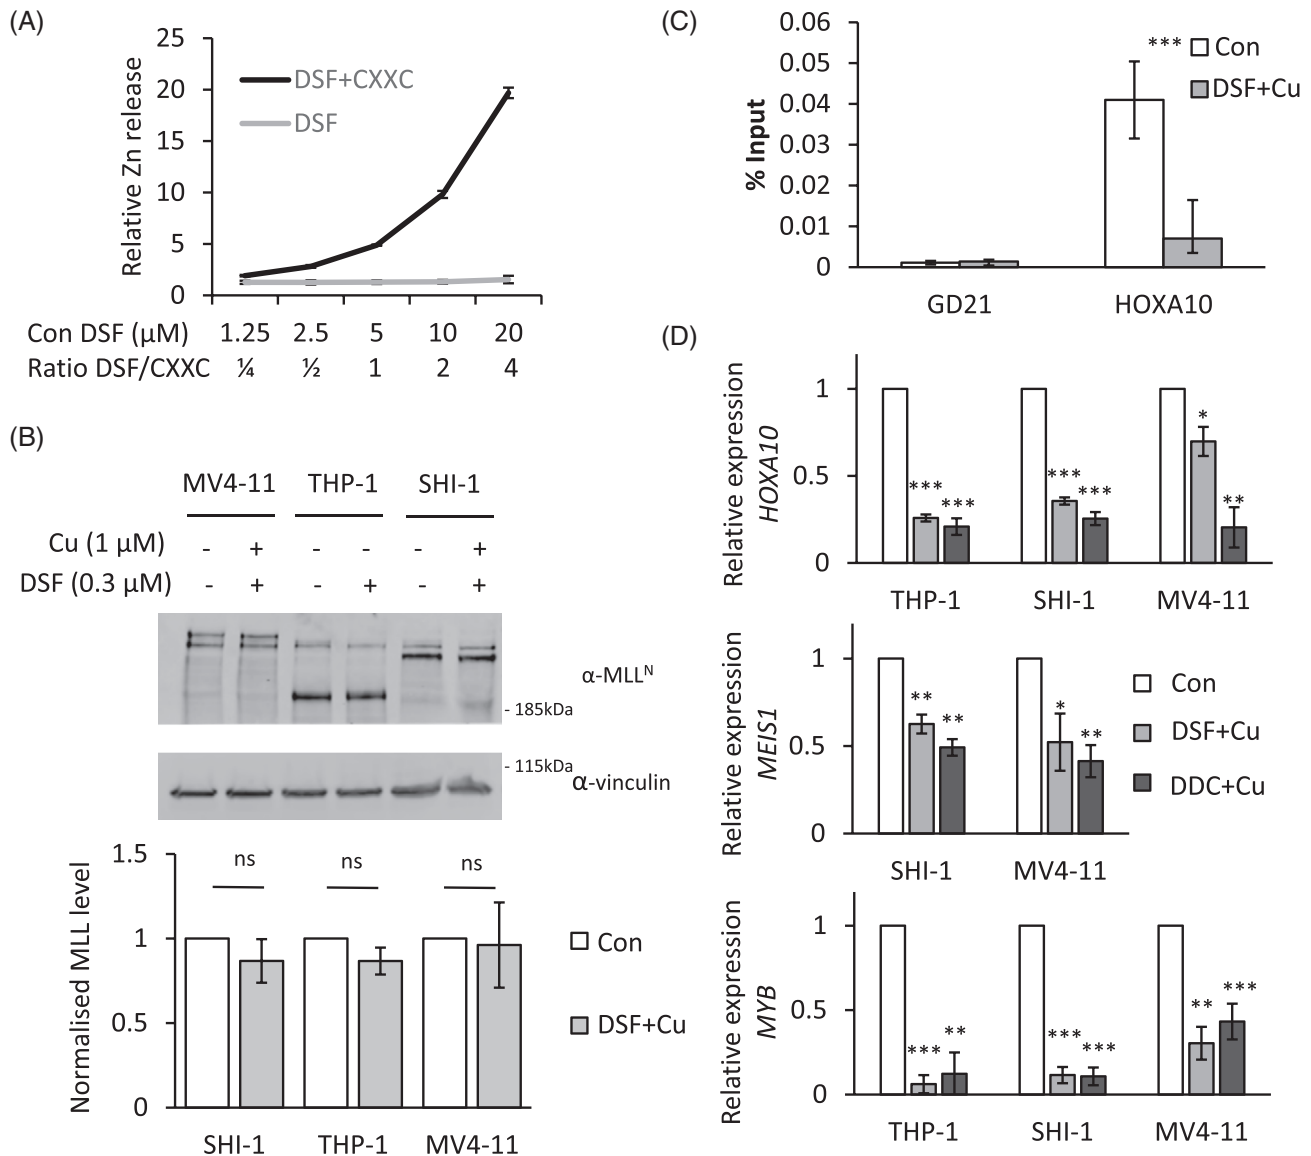 (A)
Relative Zn release
25
20
15
10
5
0
DSF+CXXC
DSF
Con DSF (μM) 1.25 2.5 5 10 20
Ratio DSF/CXXC ¼ ½ 1 2 4
(B)
MV4-11 THP-1 SHI-1
Cu (1 μM) - + - - - +
DSF (0.3 μM) - + - + - +
α-MLLᴺ
- 185kDa
- 115kDa
α-vinculin
Normalised MLL level
1.5
1
0.5
0
ns ns ns
Con
DSF+Cu
SHI-1 THP-1 MV4-11
(C)
% Input
0.06
0.05
0.04
0.03
0.02
0.01
0
***
Con
DSF+Cu
GD21 HOXA10
(D)
Relative expression
HOXA10
1
0.5
0
*** *** *** *** * **
THP-1 SHI-1 MV4-11
Relative expression
MEIS1
1
0.5
0
** ** * **
SHI-1 MV4-11
Con
DSF+Cu
DDC+Cu
Relative expression
MYB
1
0.5
0
*** ** *** *** ** ***
THP-1 SHI-1 MV4-11